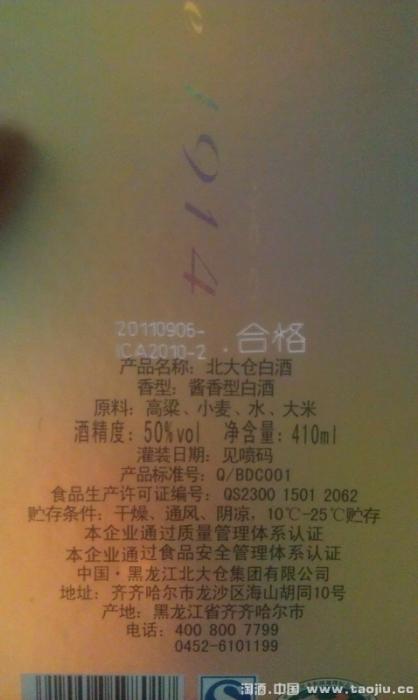 1914
20110906-
ICA2010-2 .合格
产品名称：北大仓白酒
香型：酱香型白酒
原料：高粱、小麦、水、大米
酒精度：50%vol 净含量：410ml
灌装日期：见喷码
产品标准号：Q/BDC001
食品生产许可证编号：QS2300 1501 2062
贮存条件：干燥、通风、阴凉，10℃-25℃贮存
本企业通过质量管理体系认证
本企业通过食品安全管理体系认证
中国·黑龙江北大仓集团有限公司
地址：齐齐哈尔市龙沙区海山胡同10号
产地：黑龙江省齐齐哈尔市
电话：400 800 7799
0452-6101199
淘酒.中国 www.taojiu.cc